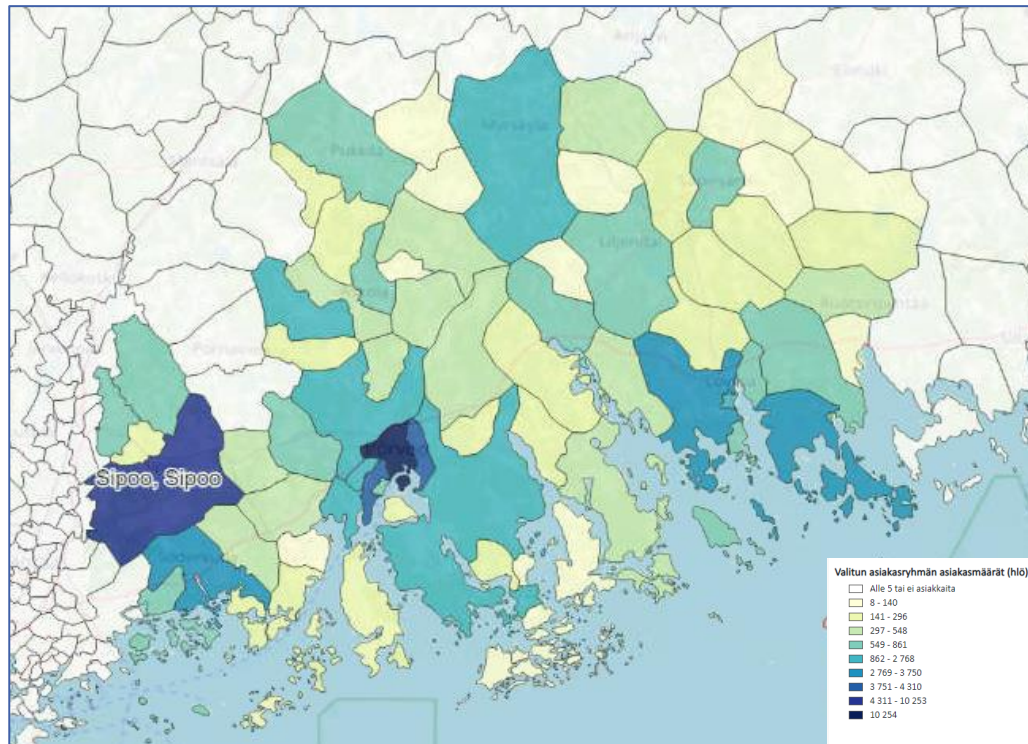 Myrskylä
Pukkila
Liljendal
Ruotsinpyhtää
Sipoo, Sipoo
Valitun asiakasryhmän asiakasmäärät (hlö)
Alle 5 tai ei asiakkaita
8 - 140
141 - 296
297 - 548
549 - 861
862 - 2 768
2 769 - 3 750
3 751 - 4 310
4 311 - 10 253
10 254